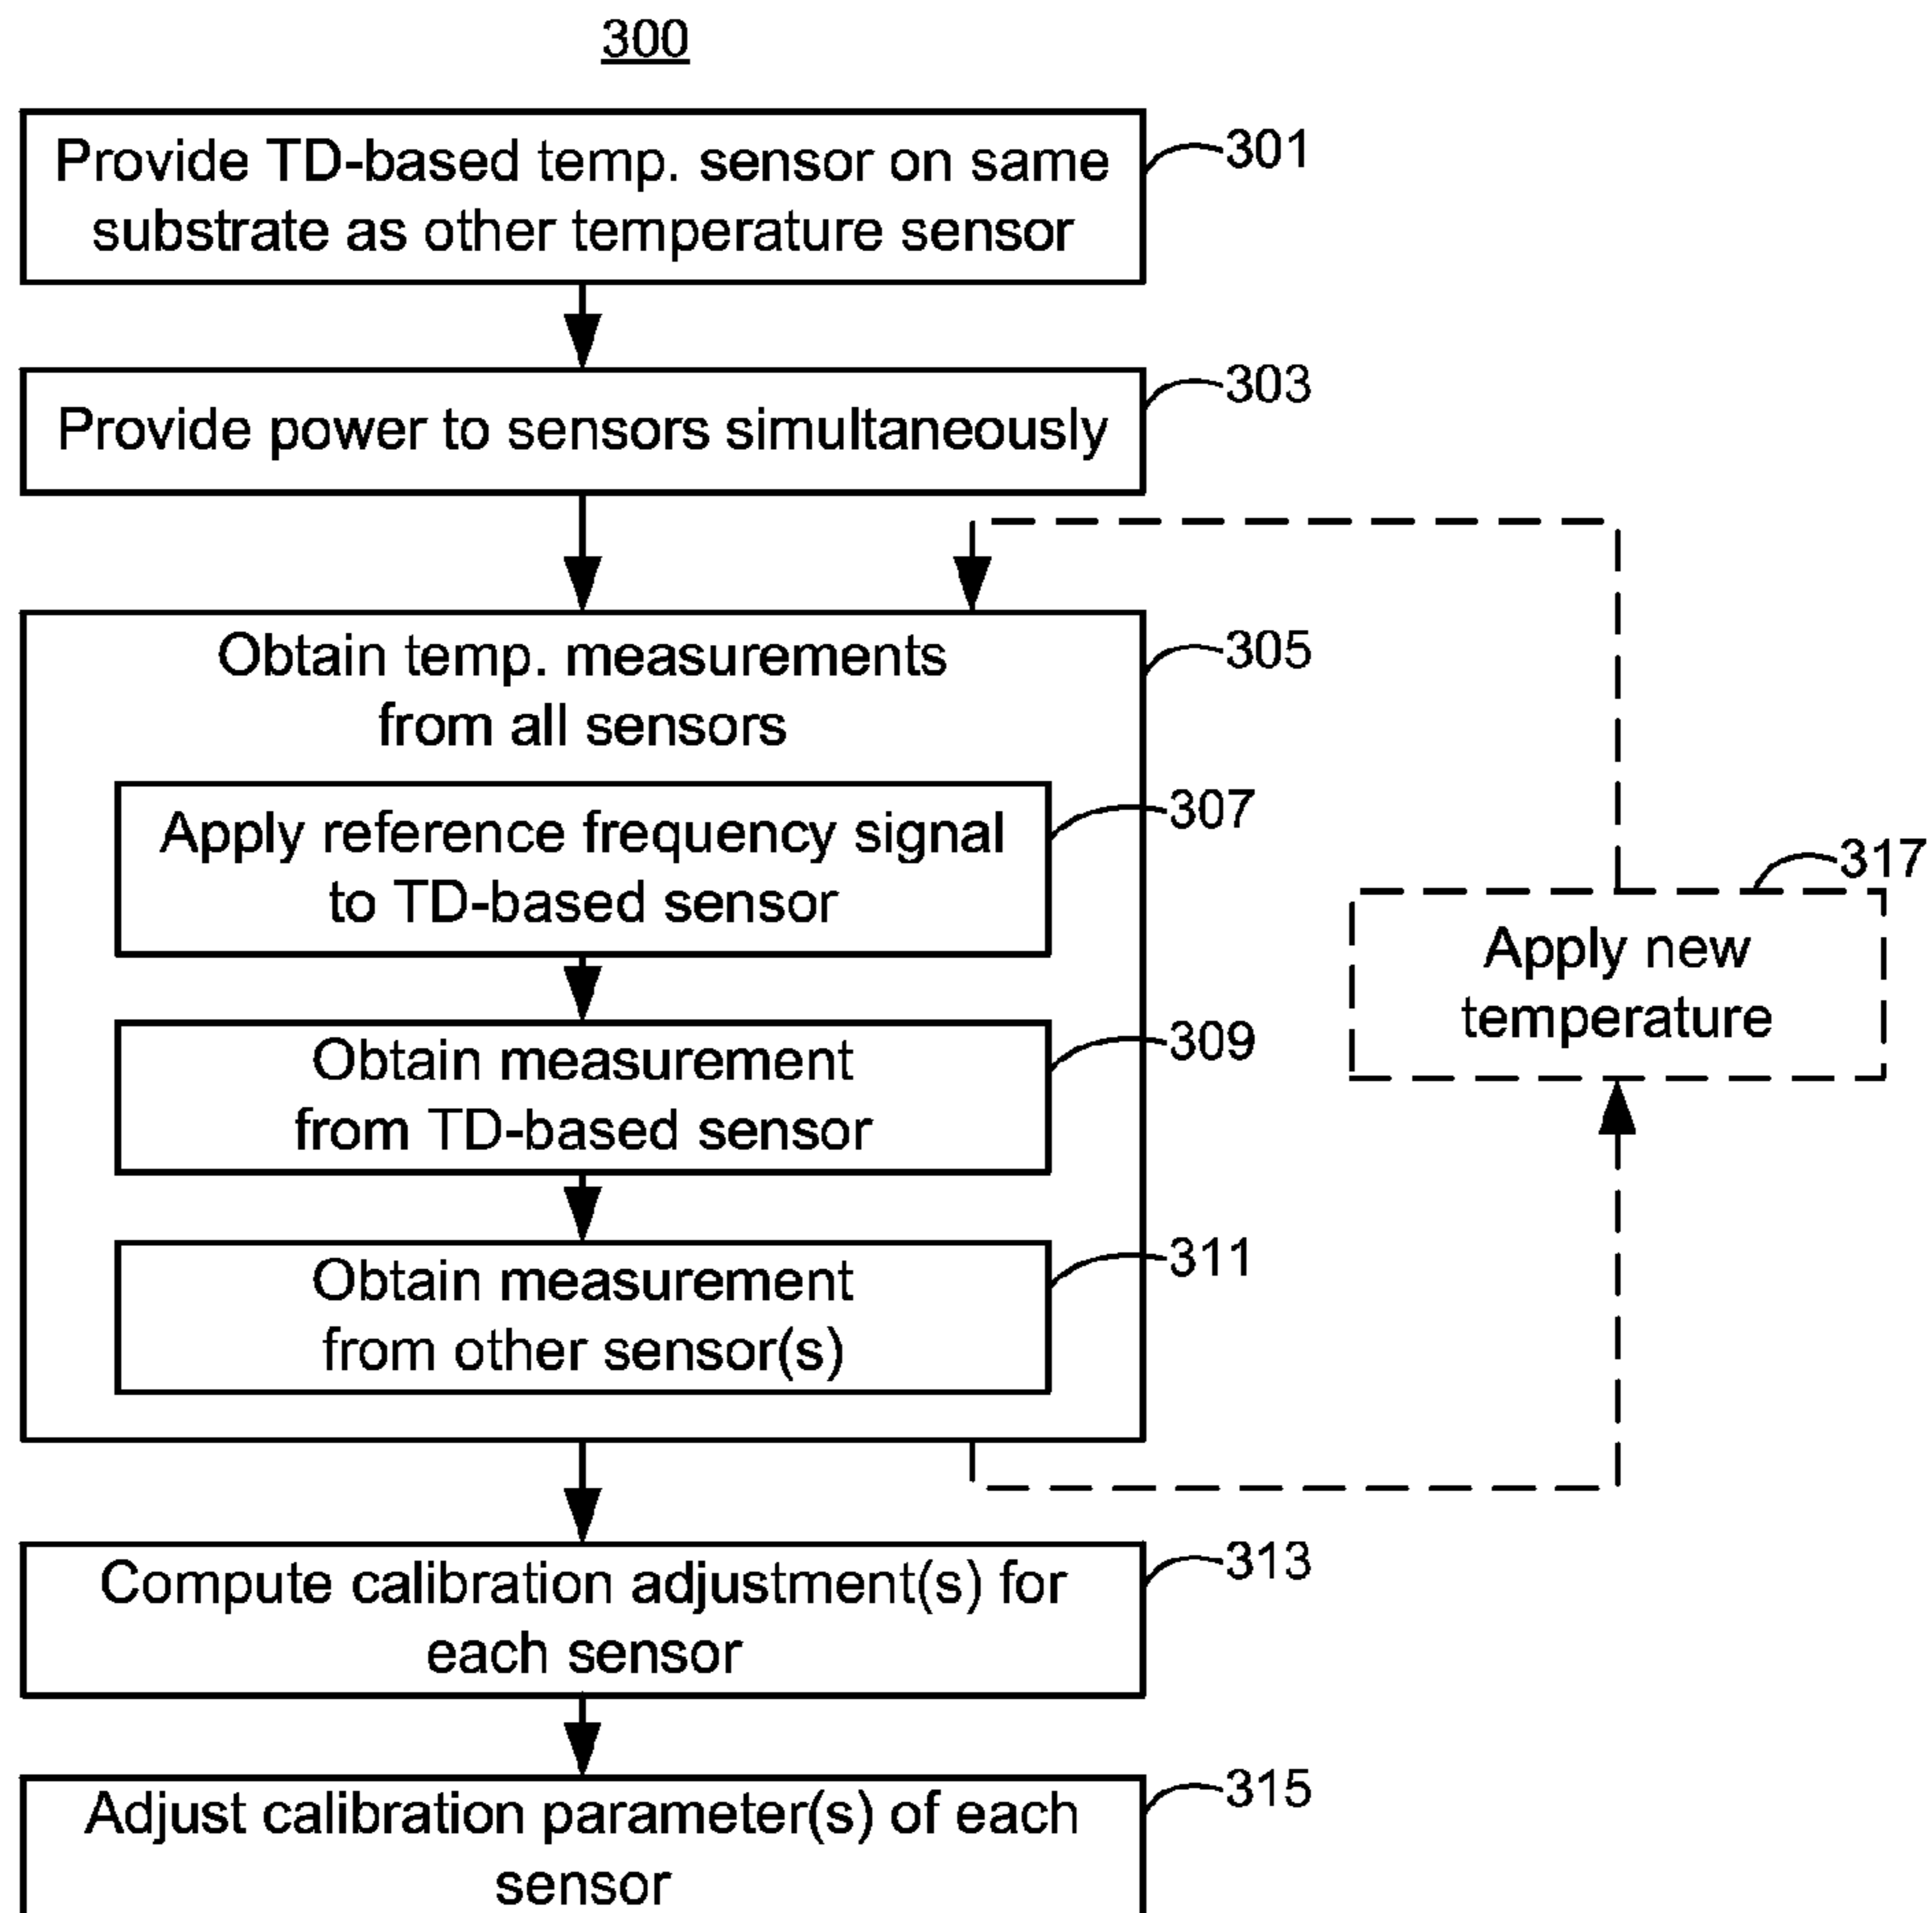 300
Provide TD-based temp. sensor on same
substrate as other temperature sensor
301
Provide power to sensors simultaneously
303
Obtain temp. measurements
from all sensors
305
Apply reference frequency signal
to TD-based sensor
307
Obtain measurement
from TD-based sensor
309
Obtain measurement
from other sensor(s)
311
Apply new
temperature
317
Compute calibration adjustment(s) for
each sensor
313
Adjust calibration parameter(s) of each
sensor
315